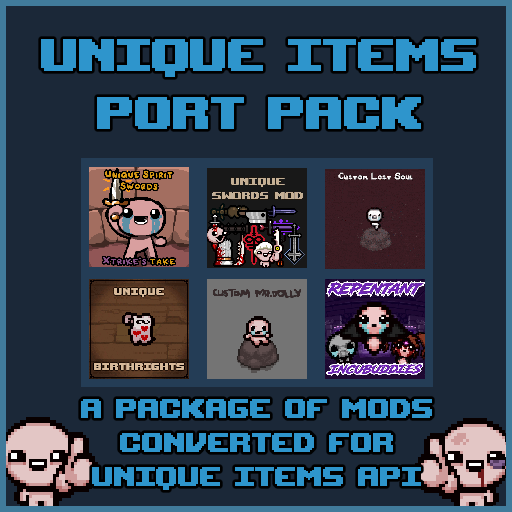 UNIQUE ITEMS
PORT PACK
UNIQUE SPIRIT
SWORDS
XTRIKE'S TAKE
UNIQUE
SWORDS MOD
CUSTOM LOST SOUL
UNIQUE
BIRTHRIGHTS
CUSTOM MR.DOLLY
REPENTANT
INCUBUDDIES
A PACKAGE OF MODS
CONVERTED FOR
UNIQUE ITEMS API